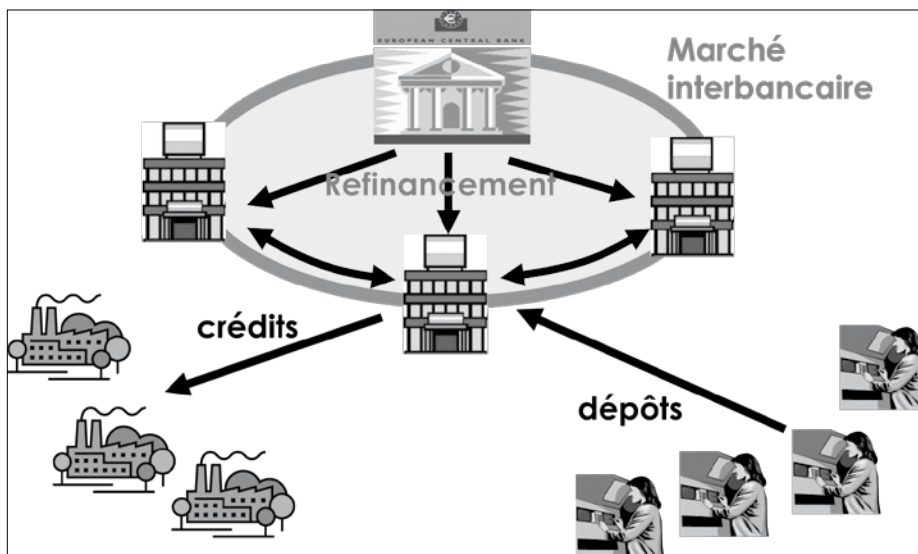 EUROPEAN CENTRAL BANK
Marché
interbancaire
Refinancement
crédits
dépôts